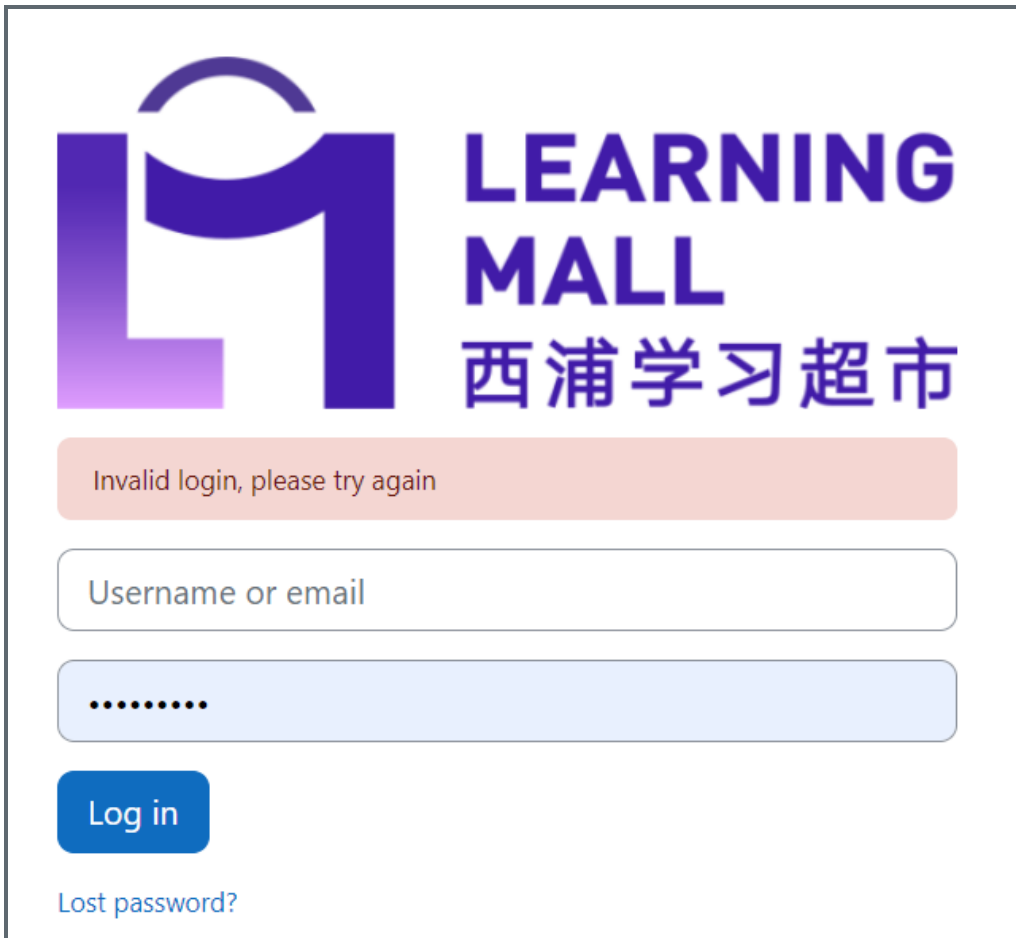 LEARNING
MALL
西浦学习超市
Invalid login, please try again
Username or email
•••••••••
Log in
Lost password?